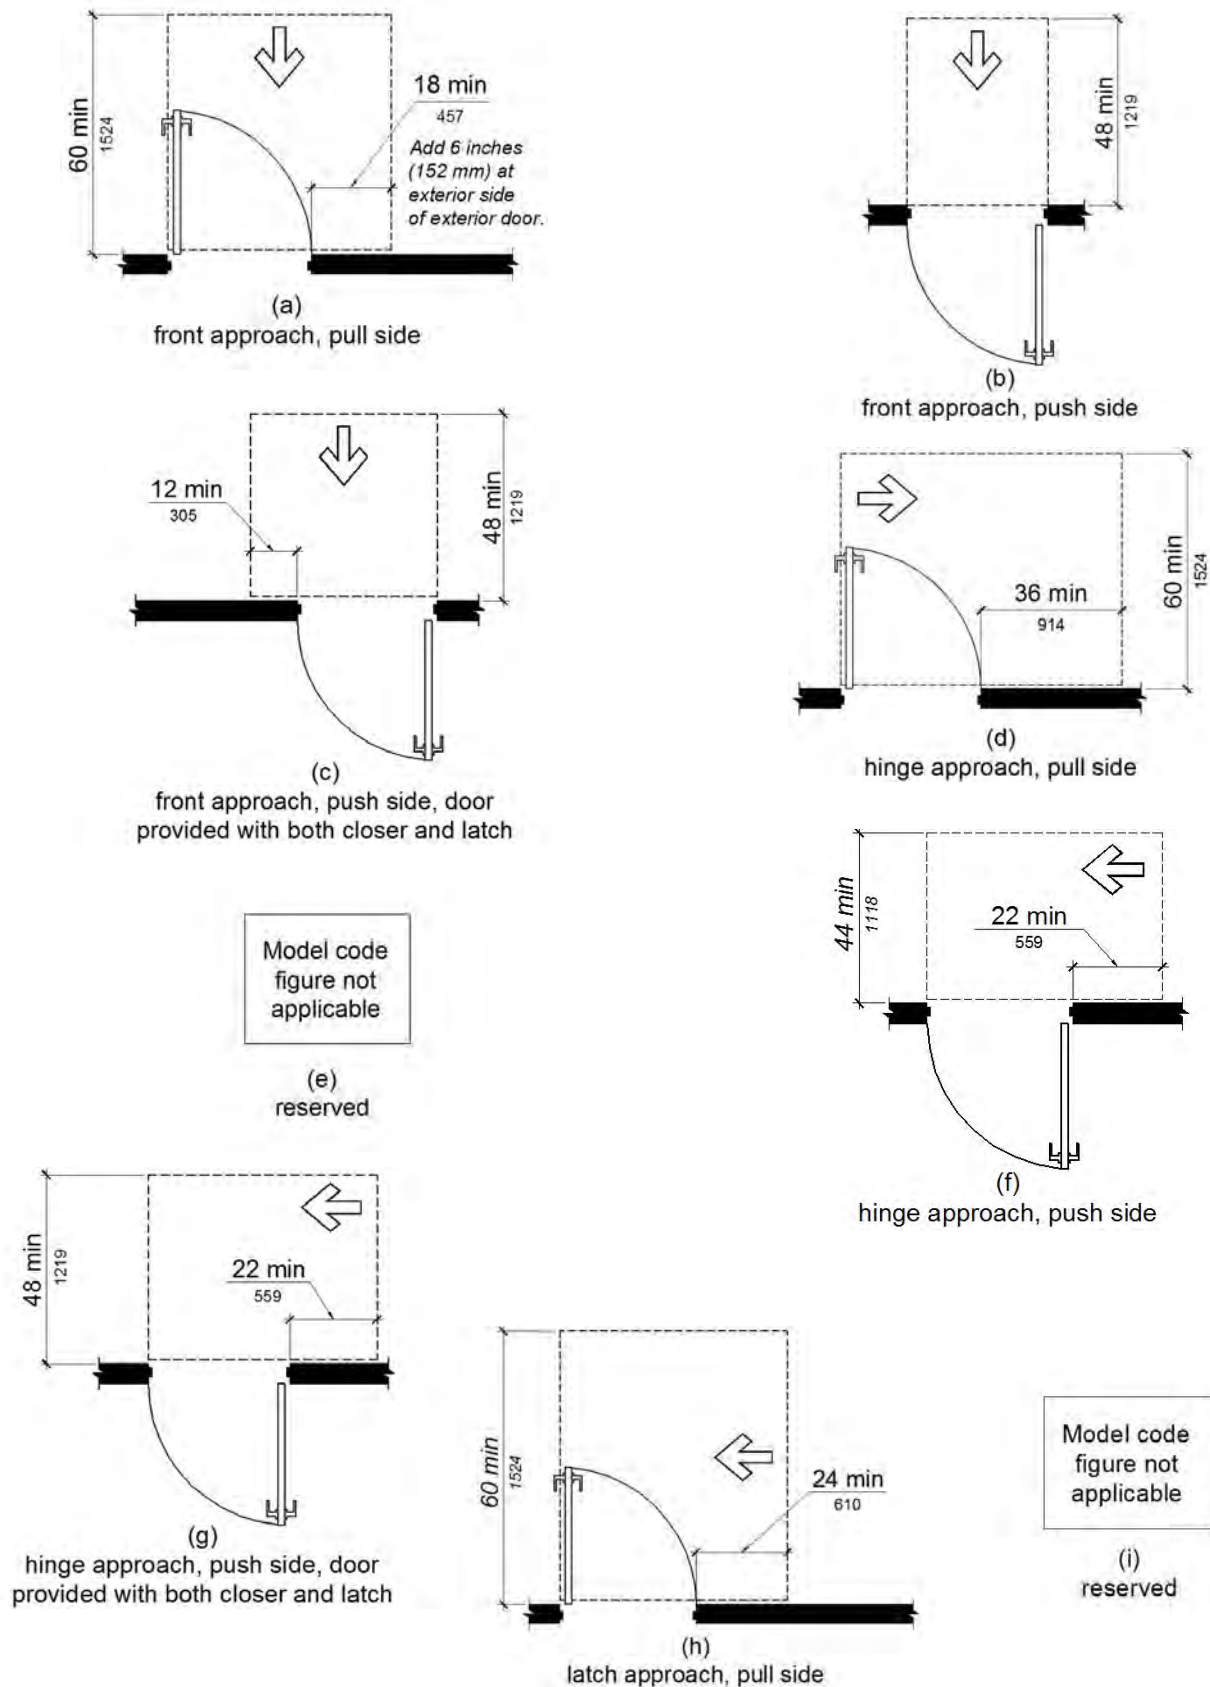 60 min
1524
18 min
457
Add 6 inches
(152 mm) at
exterior side
of exterior door.
(a)
front approach, pull side
48 min
1219
(b)
front approach, push side
12 min
305
48 min
1219
(c)
front approach, push side, door
provided with both closer and latch
36 min
914
60 min
1524
(d)
hinge approach, pull side
Model code
figure not
applicable
(e)
reserved
44 min
1118
22 min
559
(f)
hinge approach, push side
48 min
1219
22 min
559
(g)
hinge approach, push side, door
provided with both closer and latch
60 min
1524
24 min
610
(h)
latch approach, pull side
Model code
figure not
applicable
(i)
reserved